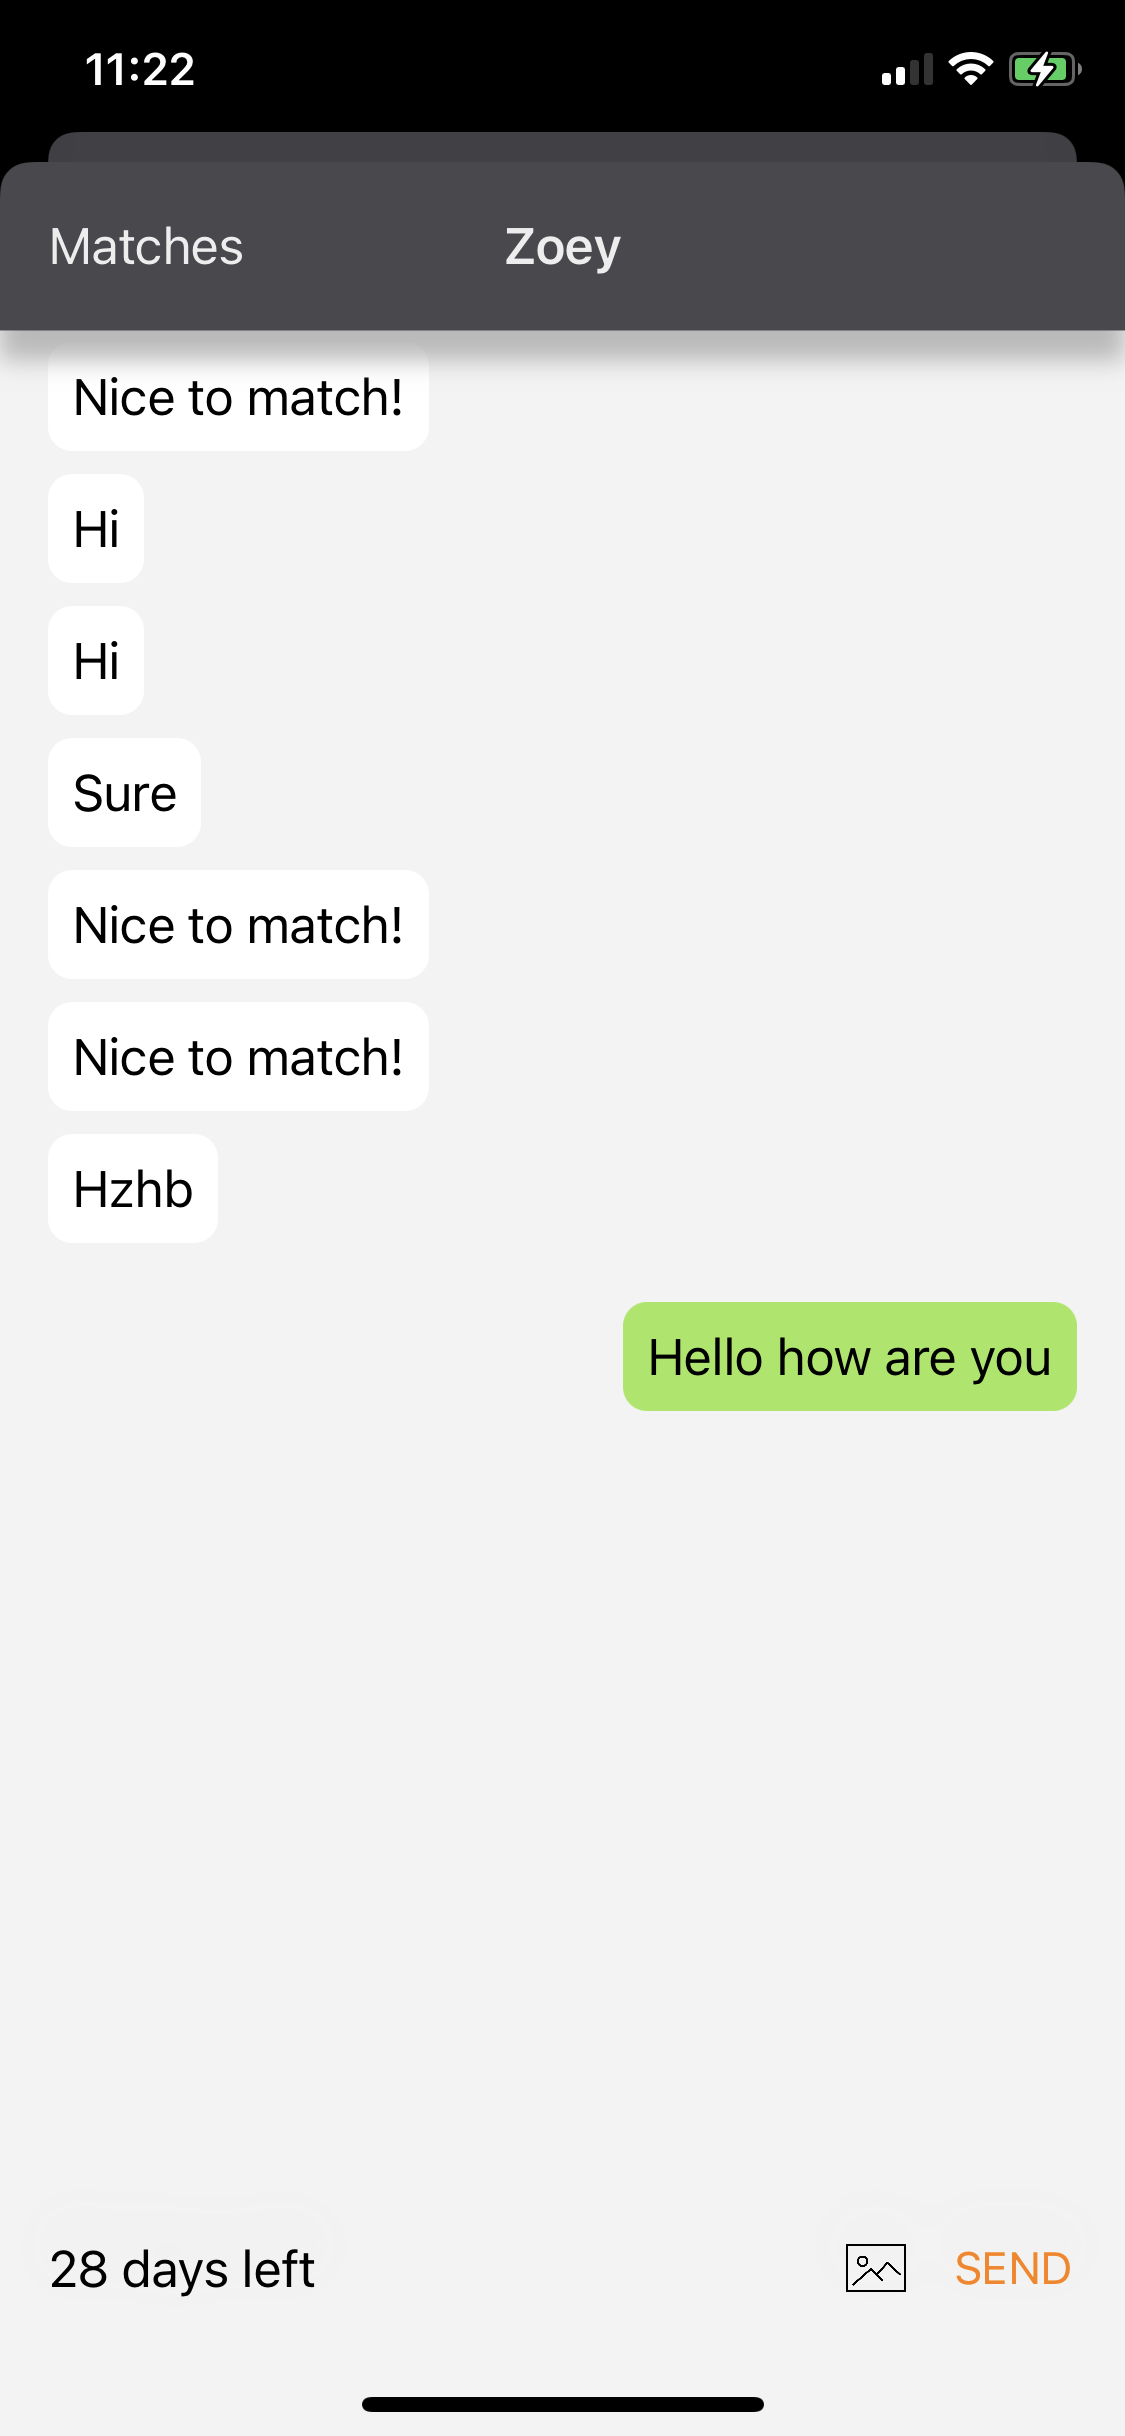 11:22
Matches Zoey
Nice to match!
Hi
Hi
Sure
Nice to match!
Nice to match!
Hzhb
Hello how are you
28 days left SEND